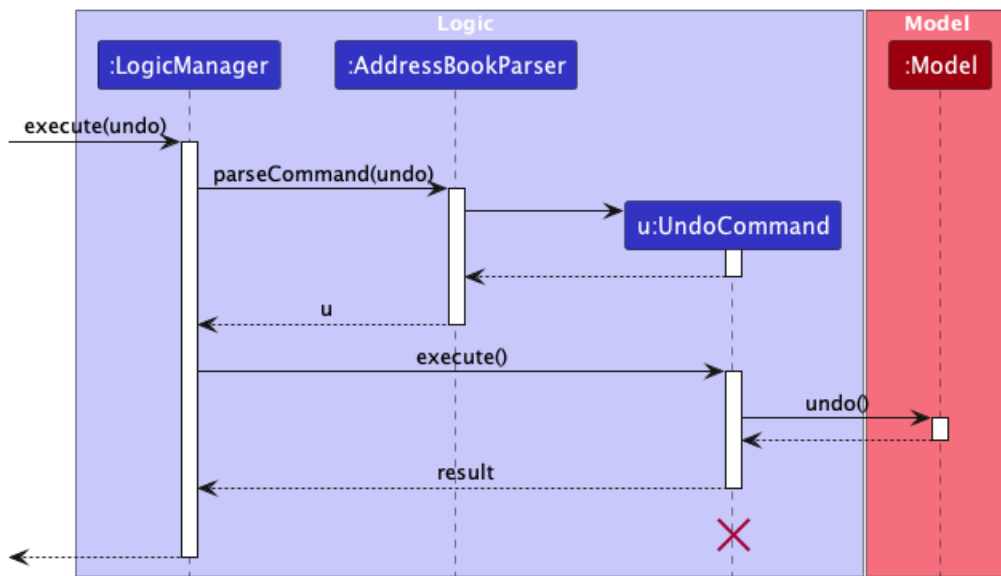 Logic
Model
:LogicManager
:AddressBookParser
:Model
execute(undo)
parseCommand(undo)
u:UndoCommand
u
execute()
undo()
result